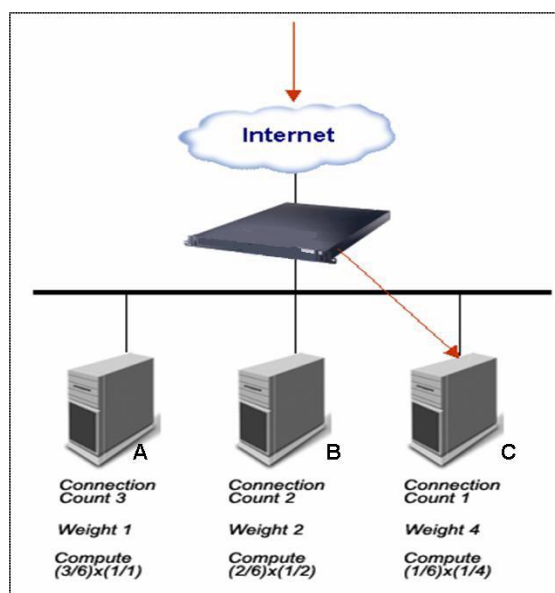 Internet
A
B
C
Connection
Count 3
Weight 1
Compute
(3/6)x(1/1)
Connection
Count 2
Weight 2
Compute
(2/6)x(1/2)
Connection
Count 1
Weight 4
Compute
(1/6)x(1/4)